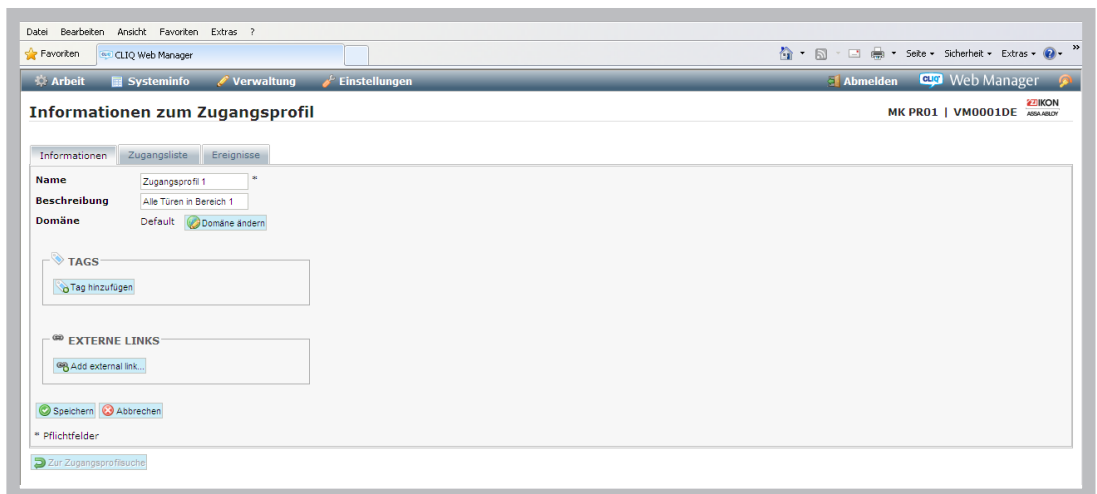 Datei Bearbeiten Ansicht Favoriten Extras ?
Favoriten CLIQ Web Manager Seite Sicherheit Extras »
Arbeit Systeminfo Verwaltung Einstellungen Abmelden CLIQ Web Manager
Informationen zum Zugangsprofil MK PR01 | VM0001DE IKON
ASSA ABLOY
Informationen Zugangsliste Ereignisse
Name Zugangsprofil 1 *
Beschreibung Alle Türen in Bereich 1
Domäne Default Domäne ändern
TAGS
Tag hinzufügen
EXTERNE LINKS
Add external link...
Speichern Abbrechen
* Pflichtfelder
Zur Zugangsprofilsuche